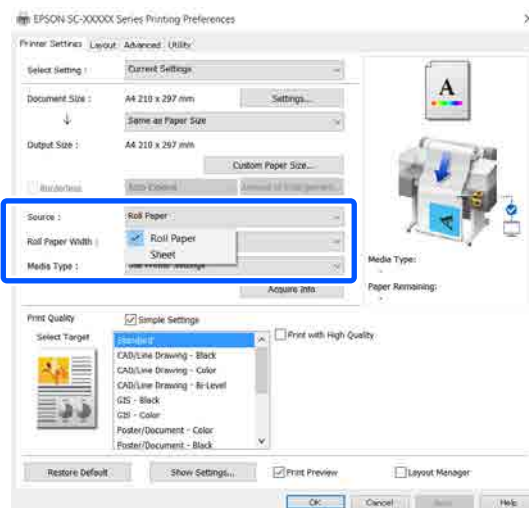 EPSON SC-XXXXX Series Printing Preferences
Printer Settings Layout Advanced Utility
Select Setting : Current Settings
Document Size : A4 210 x 297 mm Settings...
Same as Paper Size
Output Size : A4 210 x 297 mm
Custom Paper Size...
Borderless Auto Expand
Source : Roll Paper
Roll Paper Width : Roll Paper
Sheet
Media Type : Use Printer Settings
Acquire Info
A
Media Type:
-
Paper Remaining:
-
Print Quality Simple Settings
Select Target Standard Print with High Quality
CAD/Line Drawing - Black
CAD/Line Drawing - Color
CAD/Line Drawing - Bi-Level
GIS - Black
GIS - Color
Poster/Document - Color
Poster/Document - Black
Restore Default Show Settings... Print Preview Layout Manager
OK Cancel Help